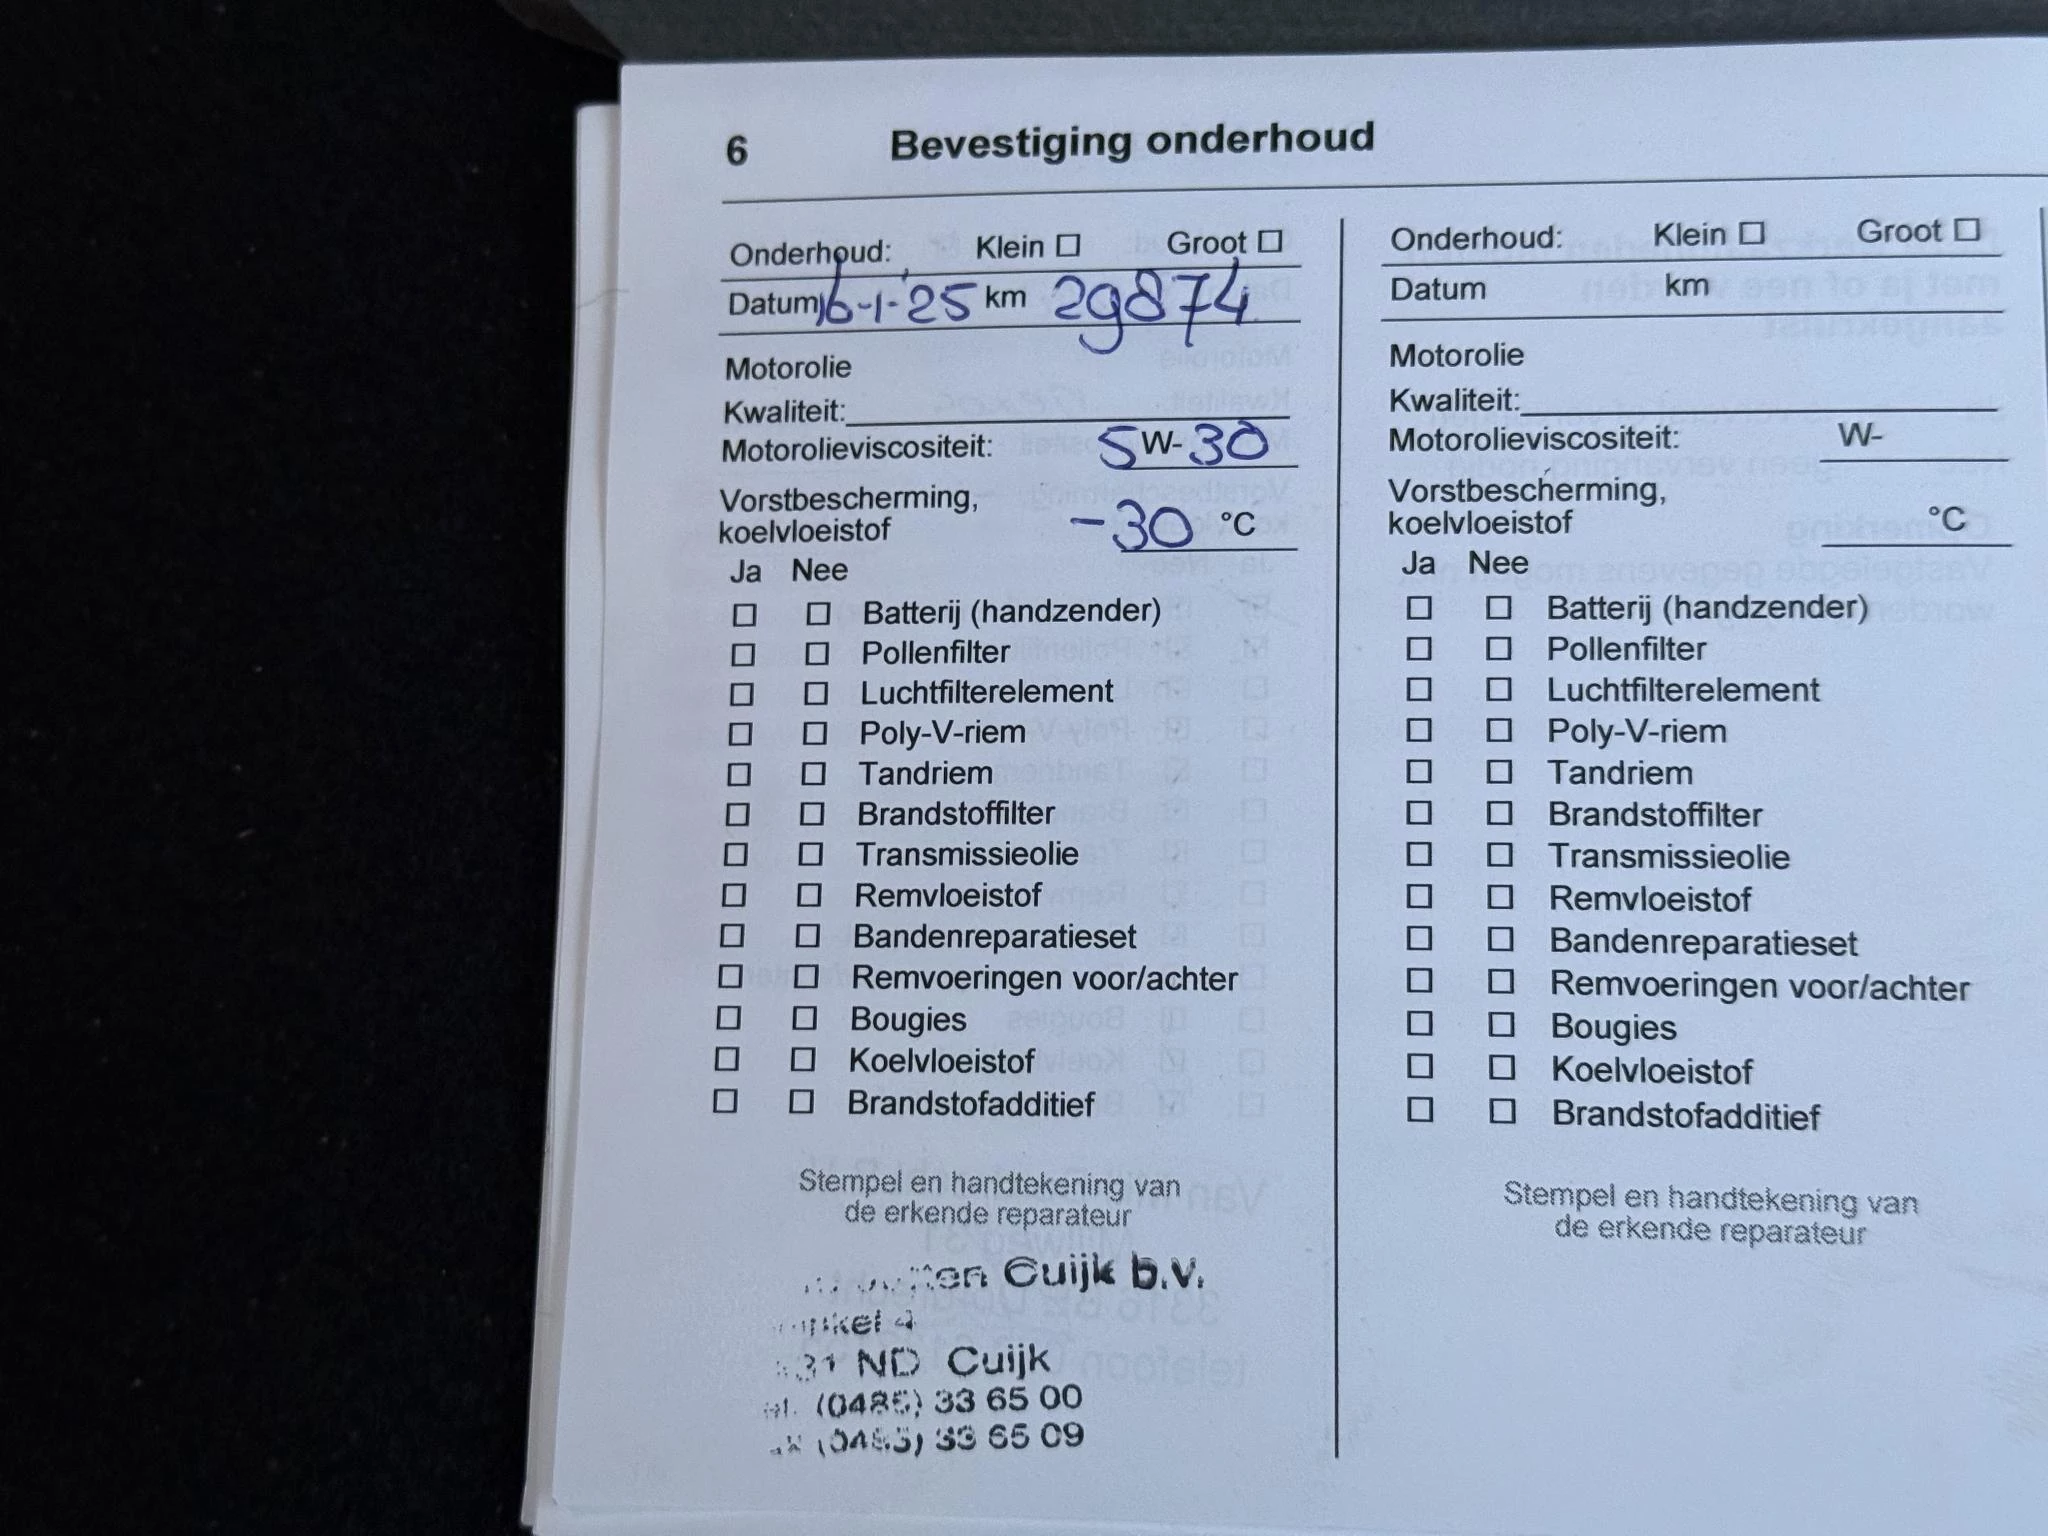 6 Bevestiging onderhoud
Onderhoud: Klein Groot
Datum 16-1-'25 km 29874
Motorolie
Kwaliteit:
Motorolieviscositeit: 5W-30
Vorstbescherming,
koelvloeistof -30 °C
Ja Nee
Batterij (handzender)
Pollenfilter
Luchtfilterelement
Poly-V-riem
Tandriem
Brandstoffilter
Transmissieolie
Remvloeistof
Bandenreparatieset
Remvoeringen voor/achter
Bougies
Koelvloeistof
Brandstofadditief
Stempel en handtekening van
de erkende reparateur
Cuijk b.v.
ND Cuijk
(0485) 33 65 00
(0485) 33 65 09
Onderhoud: Klein Groot
Datum km
Motorolie
Kwaliteit:
Motorolieviscositeit: W-
Vorstbescherming,
koelvloeistof °C
Ja Nee
Batterij (handzender)
Pollenfilter
Luchtfilterelement
Poly-V-riem
Tandriem
Brandstoffilter
Transmissieolie
Remvloeistof
Bandenreparatieset
Remvoeringen voor/achter
Bougies
Koelvloeistof
Brandstofadditief
Stempel en handtekening van
de erkende reparateur